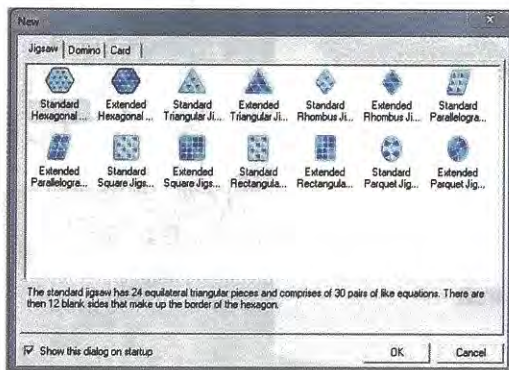 New
Jigsaw Domino Card
Standard Hexagonal ... Extended Hexagonal ... Standard Triangular Ji... Extended Triangular Ji... Standard Rhombus Ji... Extended Rhombus Ji... Standard Parallelogra...
Extended Parallelogra... Standard Square Jigs... Extended Square Jigs... Standard Rectangula... Extended Rectangula... Standard Parquet Jig... Extended Parquet Jig...
The standard jigsaw has 24 equilateral triangular pieces and comprises of 30 pairs of like equations. There are
then 12 blank sides that make up the border of the hexagon.
Show this dialog on startup OK Cancel